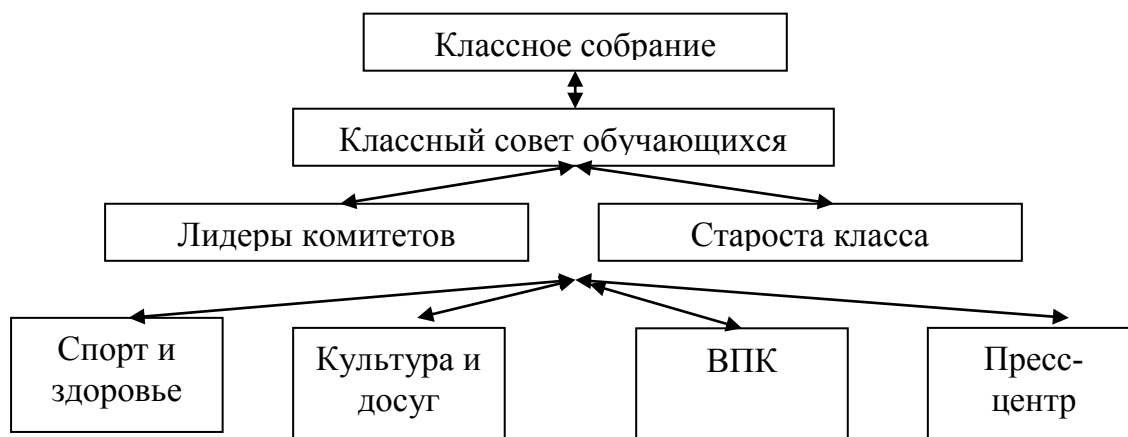 Классное собрание
Классный совет обучающихся
Лидеры комитетов
Староста класса
Спорт и
здоровье
Культура и
досуг
ВПК
Пресс-
центр